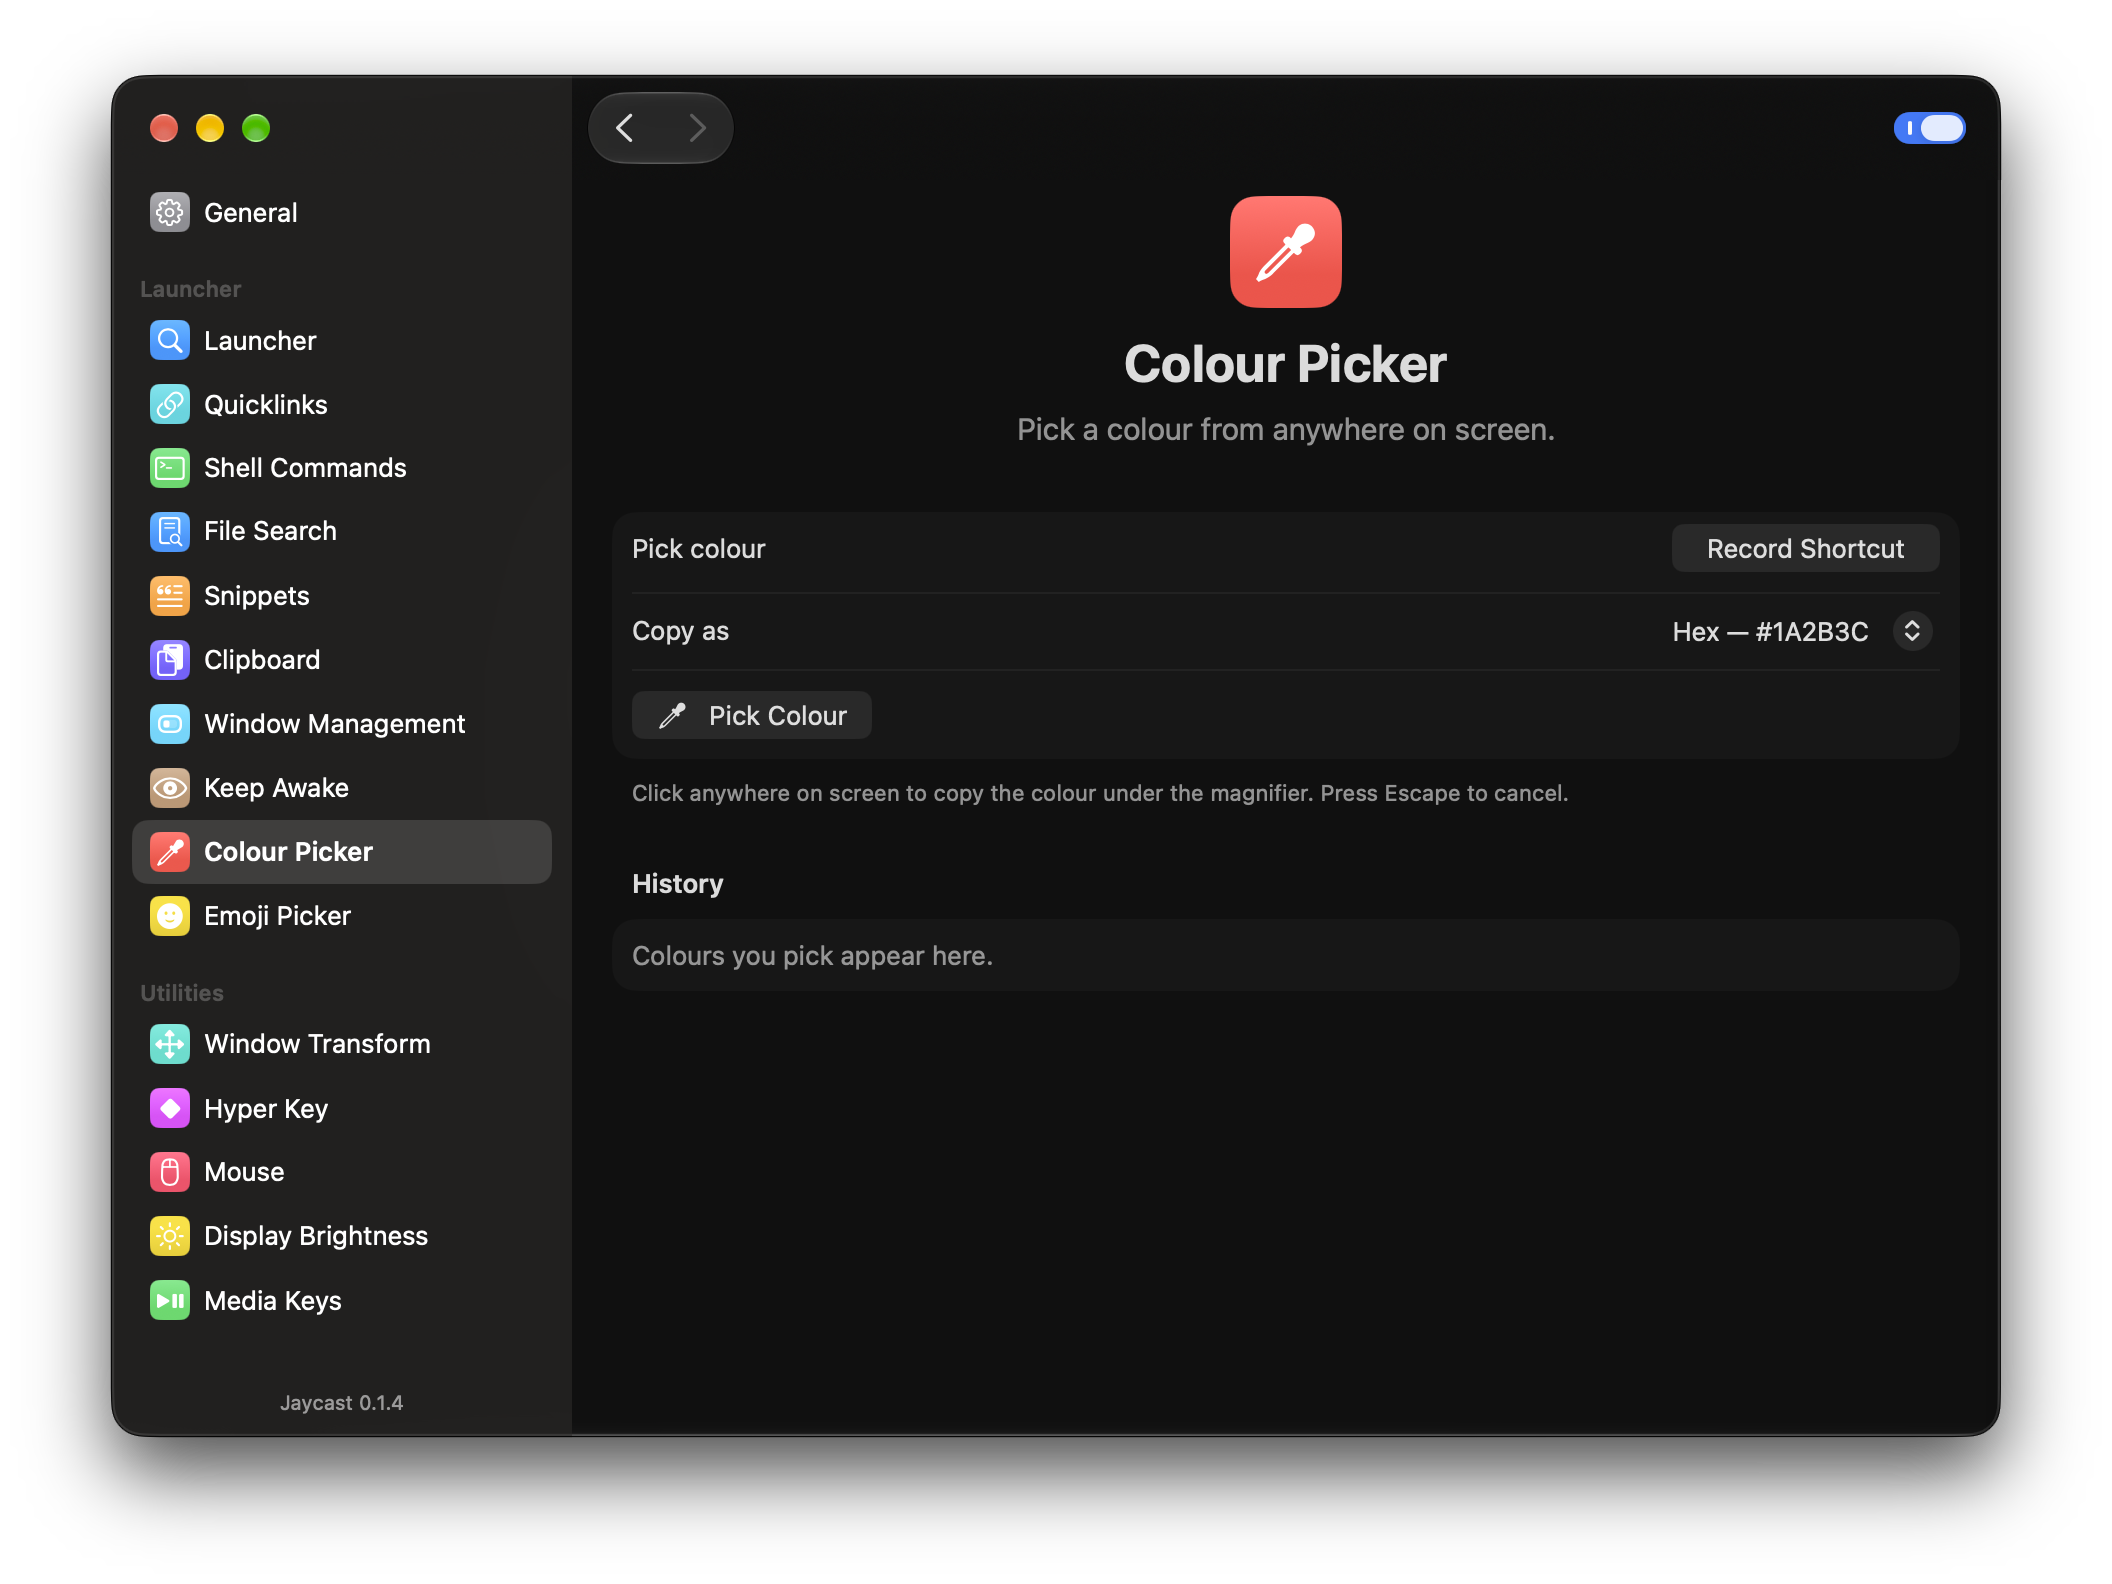 General
Launcher
Launcher
Quicklinks
Shell Commands
File Search
Snippets
Clipboard
Window Management
Keep Awake
Colour Picker
Emoji Picker
Utilities
Window Transform
Hyper Key
Mouse
Display Brightness
Media Keys
Jaycast 0.1.4
Colour Picker
Pick a colour from anywhere on screen.
Pick colour Record Shortcut
Copy as Hex — #1A2B3C
Pick Colour
Click anywhere on screen to copy the colour under the magnifier. Press Escape to cancel.
History
Colours you pick appear here.